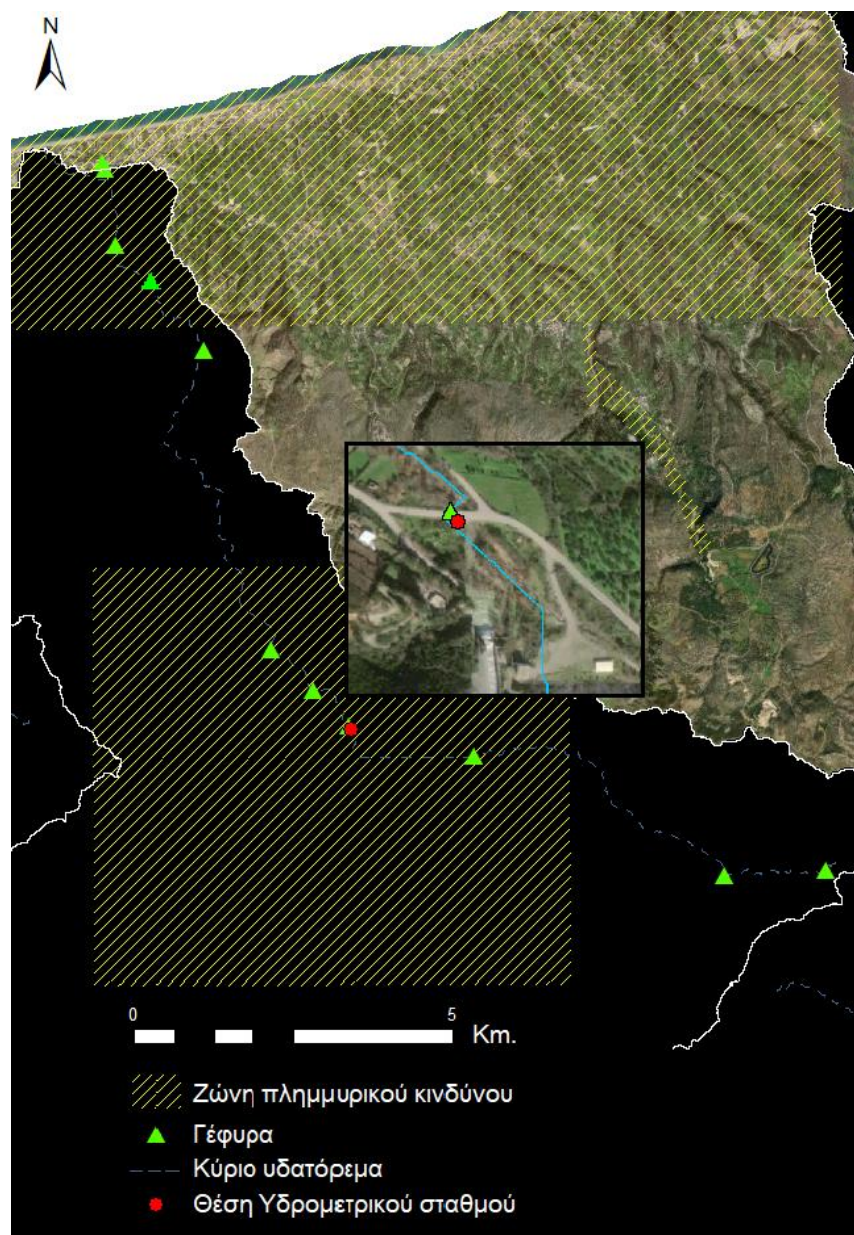 N
0 5
Km.
Ζώνη πλημμυρικού κινδύνου
Γέφυρα
Κύριο υδατόρεμα
Θέση Υδρομετρικού σταθμού